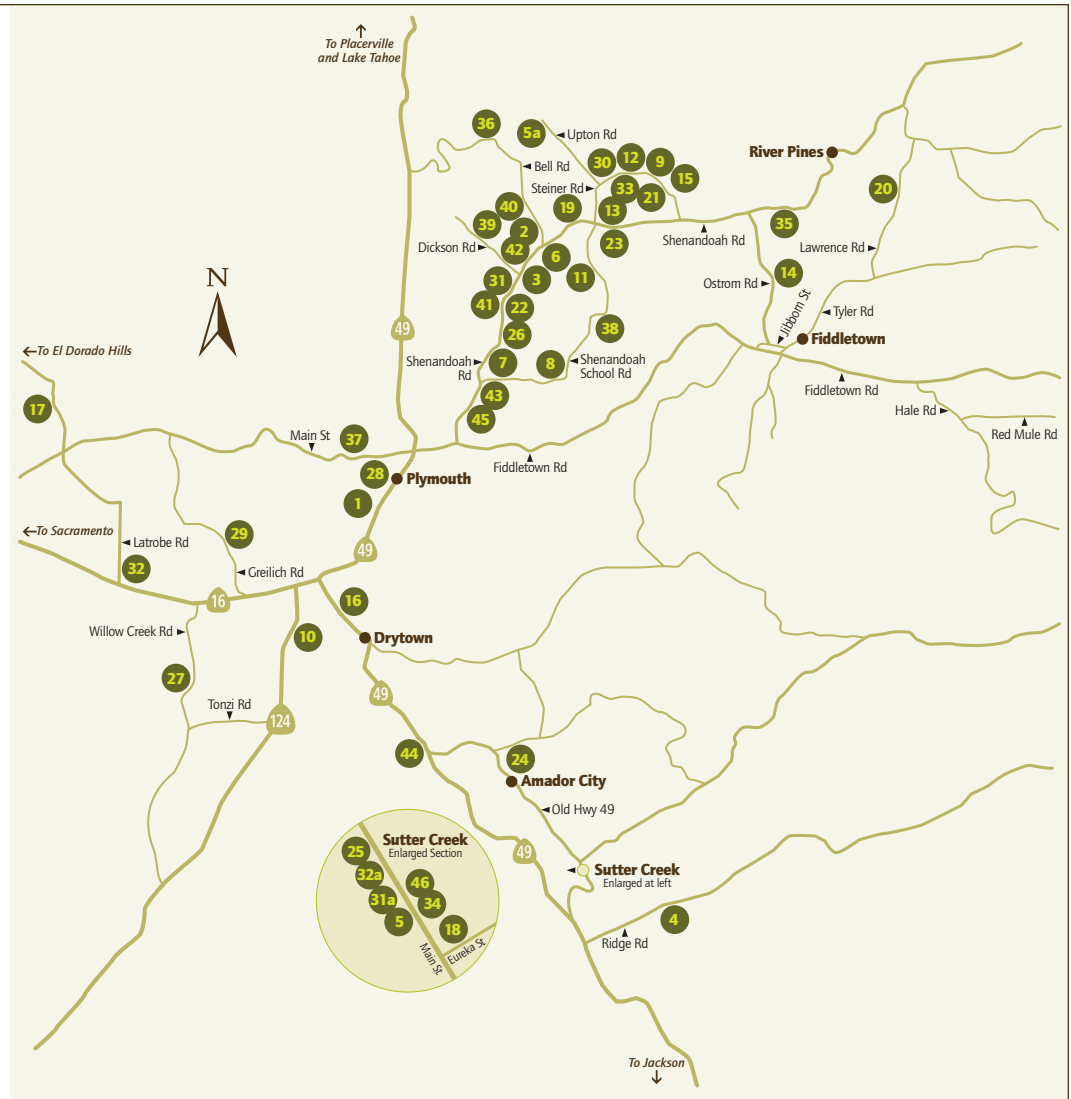 To Placerville
and Lake Tahoe
36
5a
Upton Rd
River Pines
30
12
9
Bell Rd
15
Steiner Rd
33
21
20
40
19
13
39
2
35
42
23
Shenandoah Rd
Dickson Rd
Lawrence Rd
6
N
31
3
11
14
Ostrom Rd
41
22
Jibbom St
Tyler Rd
49
26
38
Fiddletown
To El Dorado Hills
Shenandoah
Rd
7
8
Shenandoah
School Rd
Fiddletown Rd
17
43
Hale Rd
45
Red Mule Rd
Main St
37
Fiddletown Rd
28
Plymouth
1
To Sacramento
29
Latrobe Rd
49
32
Greilich Rd
16
16
Willow Creek Rd
10
Drytown
27
49
Tonzi Rd
124
44
24
Amador City
Old Hwy 49
Sutter Creek
Enlarged Section
25
49
32a
46
Sutter Creek
Enlarged at left
31a
34
5
18
4
Main St
Eureka St
Ridge Rd
To Jackson